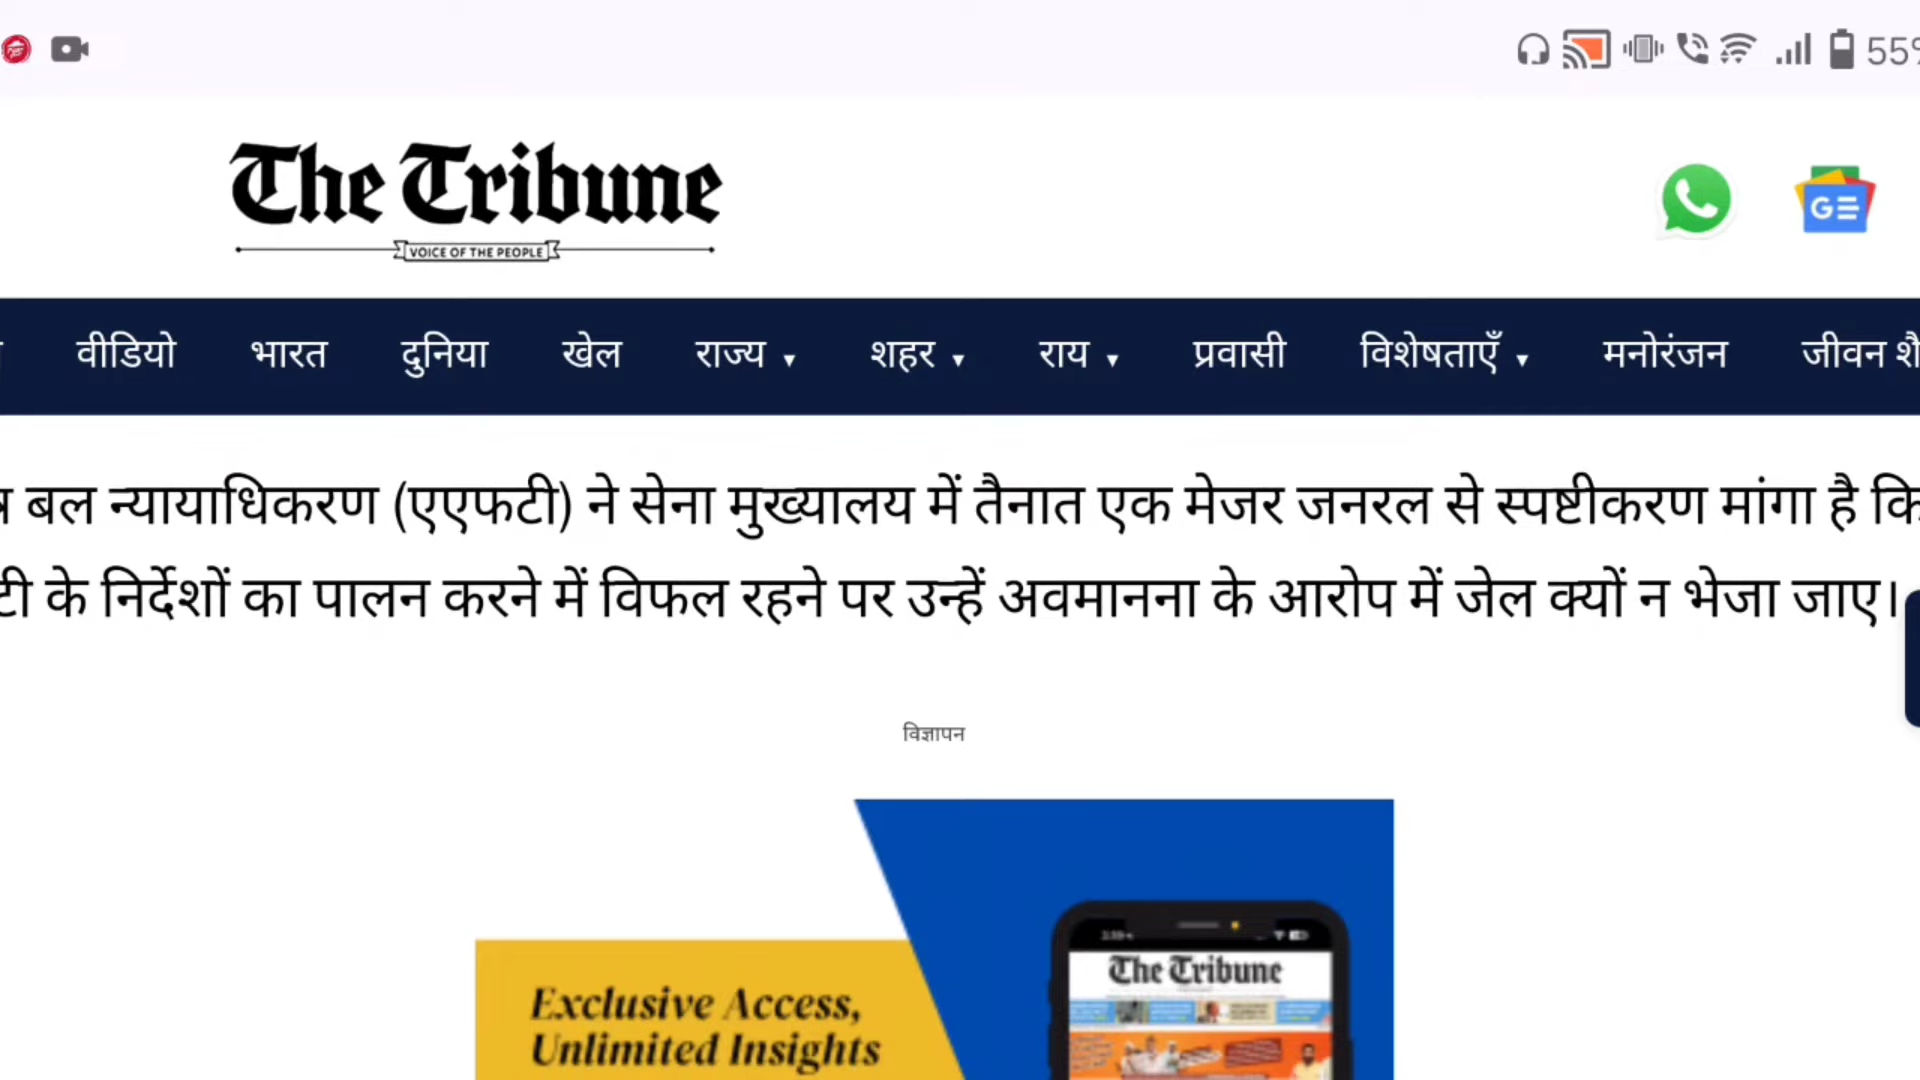 55%
The Tribune
VOICE OF THE PEOPLE
GE
वीडियो भारत दुनिया खेल राज्य ▾ शहर ▾ राय ▾ प्रवासी विशेषताएँ ▾ मनोरंजन जीवन
बल न्यायाधिकरण (एएफटी) ने सेना मुख्यालय में तैनात एक मेजर जनरल से स्पष्टीकरण मांगा है कि
के निर्देशों का पालन करने में विफल रहने पर उन्हें अवमानना के आरोप में जेल क्यों न भेजा जाए।
विज्ञापन
The Tribune
Exclusive Access,
Unlimited Insights